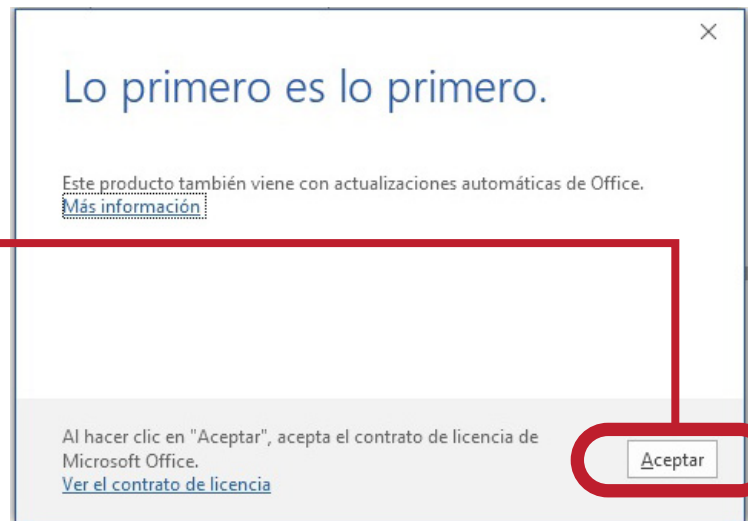 Lo primero es lo primero.
Este producto también viene con actualizaciones automáticas de Office.
Más información
Al hacer clic en "Aceptar", acepta el contrato de licencia de
Microsoft Office.
Ver el contrato de licencia
Aceptar